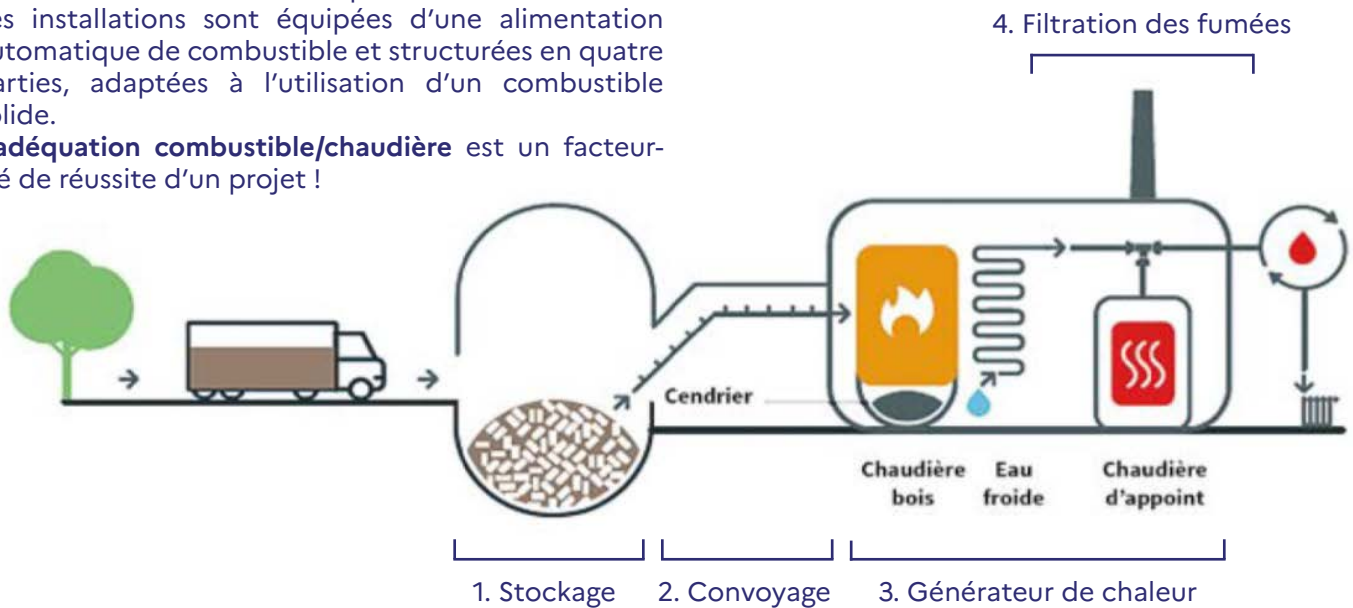 es installations sont équipées d'une alimentation
utomatique de combustible et structurées en quatre
arties, adaptées à l'utilisation d'un combustible
olide.
adéquation combustible/chaudière est un facteur-
é de réussite d'un projet !
4. Filtration des fumées
Cendrier
Chaudière bois
Eau froide
Chaudière d'appoint
1. Stockage
2. Convoyage
3. Générateur de chaleur